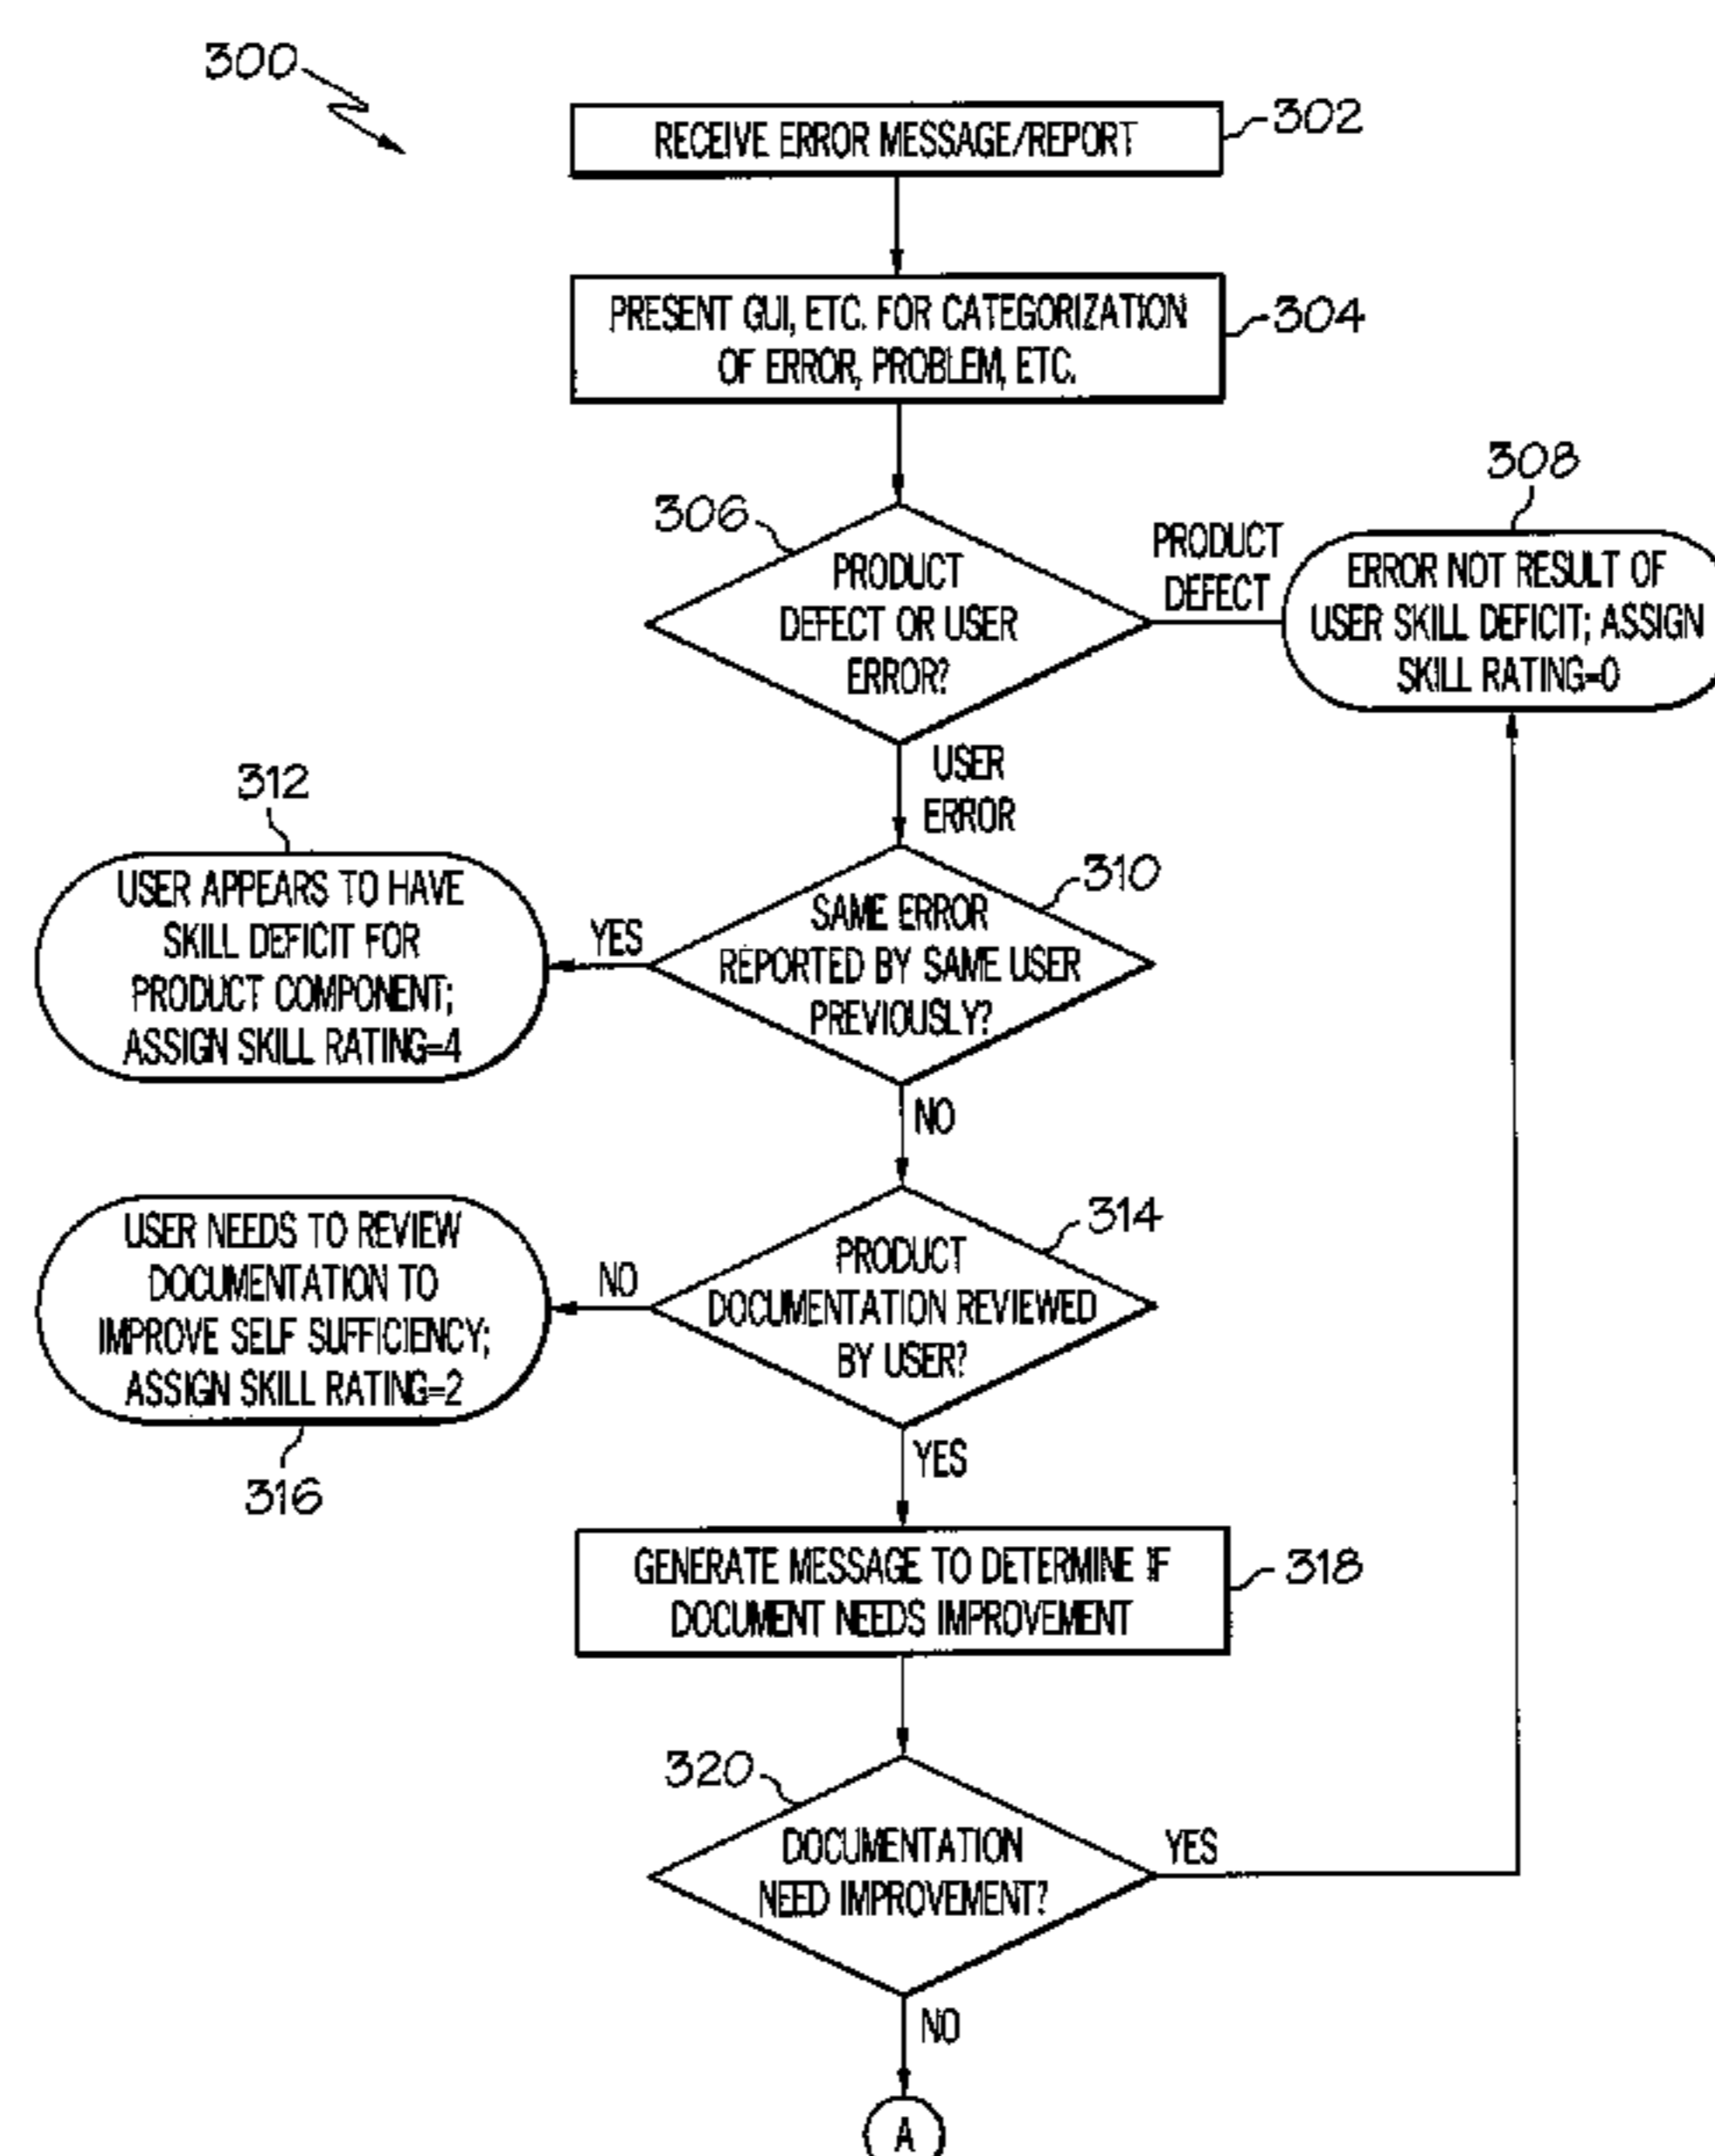 300
RECEIVE ERROR MESSAGE/REPORT
302
PRESENT GUI, ETC. FOR CATEGORIZATION
OF ERROR, PROBLEM, ETC.
304
306
PRODUCT
DEFECT OR USER
ERROR?
PRODUCT
DEFECT
308
ERROR NOT RESULT OF
USER SKILL DEFICIT; ASSIGN
SKILL RATING=0
USER
ERROR
312
USER APPEARS TO HAVE
SKILL DEFICIT FOR
PRODUCT COMPONENT;
ASSIGN SKILL RATING=4
YES
310
SAME ERROR
REPORTED BY SAME USER
PREVIOUSLY?
NO
314
PRODUCT
DOCUMENTATION REVIEWED
BY USER?
NO
USER NEEDS TO REVIEW
DOCUMENTATION TO
IMPROVE SELF SUFFICIENCY;
ASSIGN SKILL RATING=2
316
YES
GENERATE MESSAGE TO DETERMINE IF
DOCUMENT NEEDS IMPROVEMENT
318
320
DOCUMENTATION
NEED IMPROVEMENT?
YES
NO
A